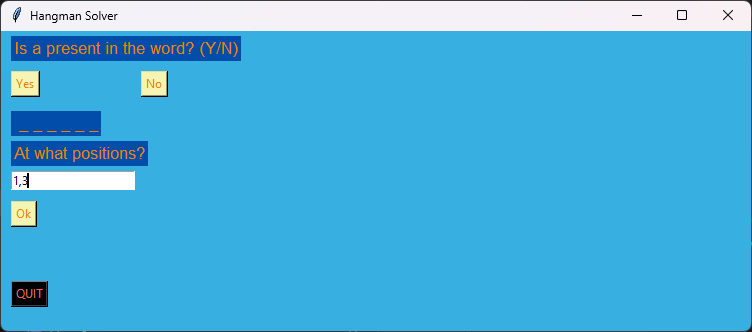 Hangman Solver
Is a present in the word? (Y/N)
Yes No
_ _ _ _ _ _
At what positions?
1,3
Ok
QUIT